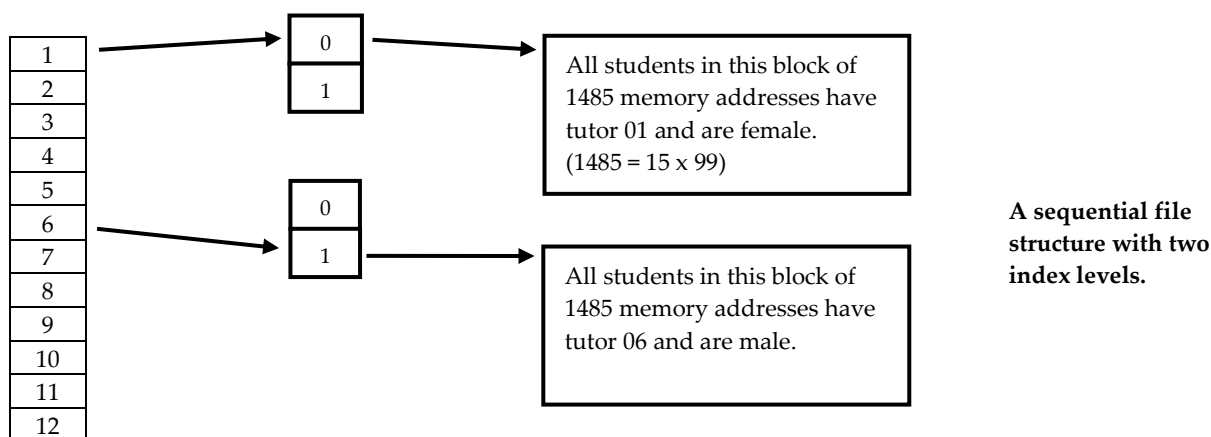 1
2
3
4
5
6
7
8
9
10
11
12
0
1
All students in this block of
1485 memory addresses have
tutor 01 and are female.
(1485 = 15 x 99)
0
1
All students in this block of
1485 memory addresses have
tutor 06 and are male.
A sequential file
structure with two
index levels.